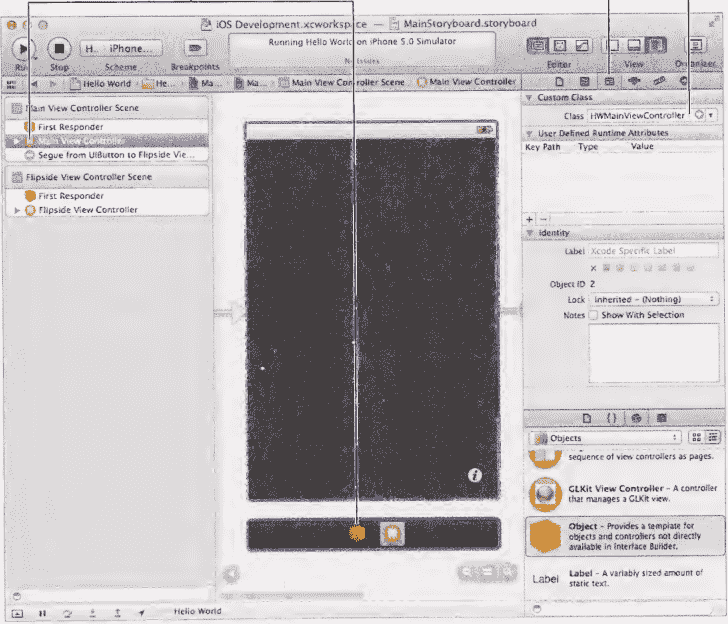 iOS Development.xcworkspace — MainStoryboard.storyboard
Run Stop Scheme Breakpoints
H... iPhone...
Running Hello World on iPhone 5.0 Simulator
No Issues
Editor View Organizer
Hello World He... Ma... Ma... Main View Controller Scene Main View Controller
Main View Controller Scene
First Responder
Main View Controller
Segue from UIButton to Flipside Vie...
Flipside View Controller Scene
First Responder
Flipside View Controller
Custom Class
Class HWMainViewController
User Defined Runtime Attributes
Key Path Type Value
Identity
Label Xcode Specific Label
Object ID 2
Lock Inherited - (Nothing)
Notes Show With Selection
Objects
sequence of view controllers as pages.
GLKit View Controller - A controller
that manages a GLKit view.
Object - Provides a template for
objects and controllers not directly
available in Interface Builder.
Label Label - A variably sized amount of
static text.
Hello World